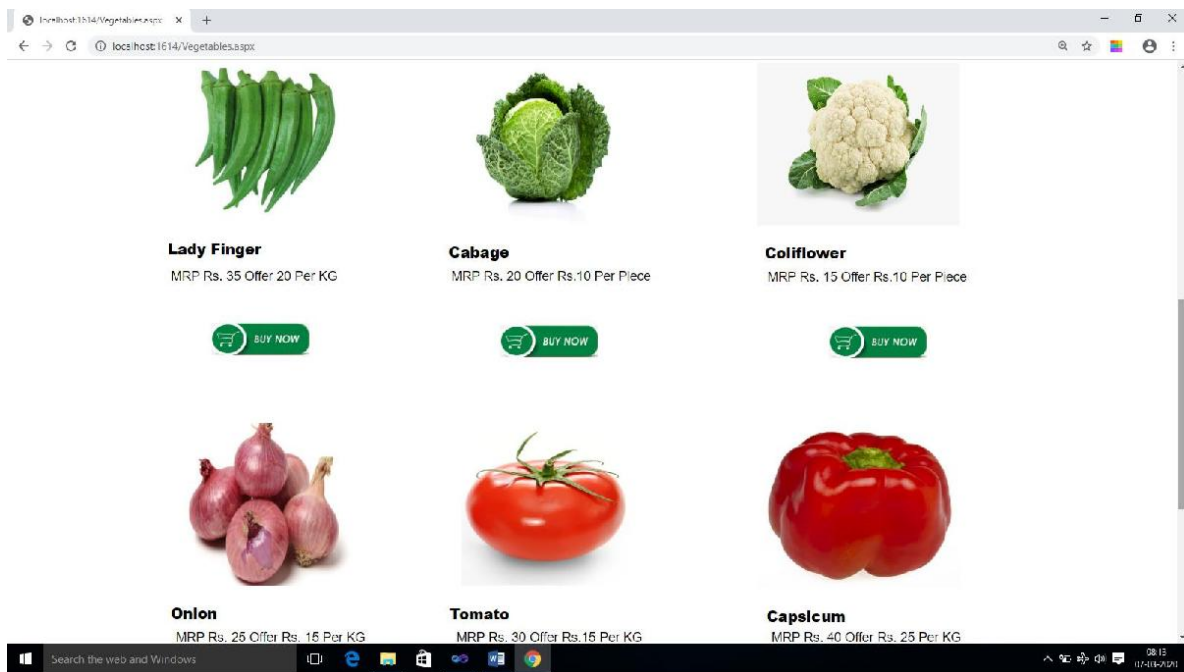 localhost:1614/Vegetables.aspx
localhost:1614/Vegetables.aspx
Lady Finger
MRP Rs. 35 Offer 20 Per KG
Cabage
MRP Rs. 20 Offer Rs.10 Per Piece
Coliflower
MRP Rs. 15 Offer Rs.10 Per Piece
BUY NOW
BUY NOW
BUY NOW
Onion
MRP Rs. 25 Offer Rs. 15 Per KG
Tomato
MRP Rs. 30 Offer Rs.15 Per KG
Capsicum
MRP Rs. 40 Offer Rs. 25 Per KG
Search the web and Windows
08:13
07-03-2020